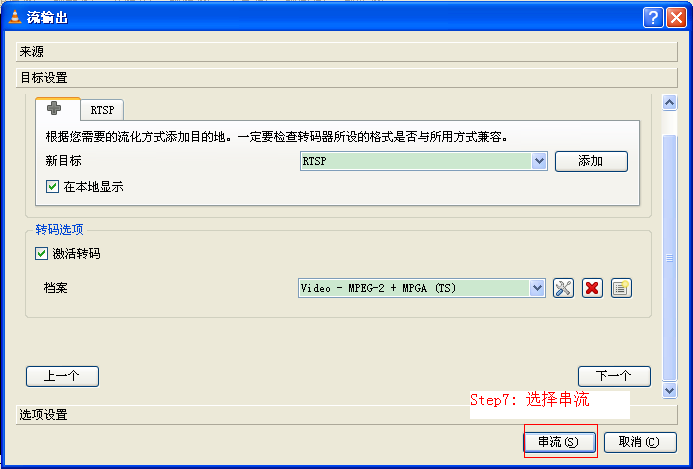 流输出
来源
目标设置
RTSP
根据您需要的流化方式添加目的地。一定要检查转码器所设的格式是否与所用方式兼容。
新目标 RTSP 添加
在本地显示
转码选项
激活转码
档案 Video - MPEG-2 + MPGA (TS)
上一个 下一个
Step7: 选择串流
选项设置
串流(S) 取消(C)